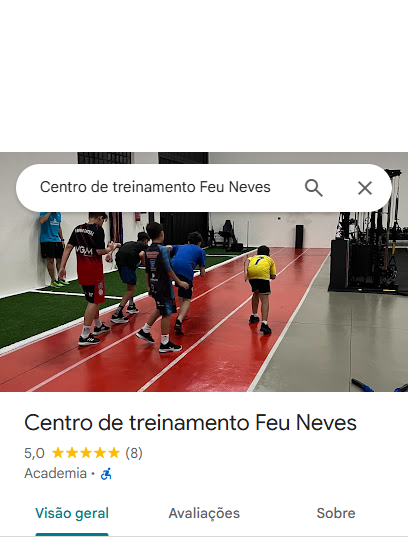 Centro de treinamento Feu Neves
Centro de treinamento Feu Neves
5,0 (8)
Academia ·
Visão geral
Avaliações
Sobre